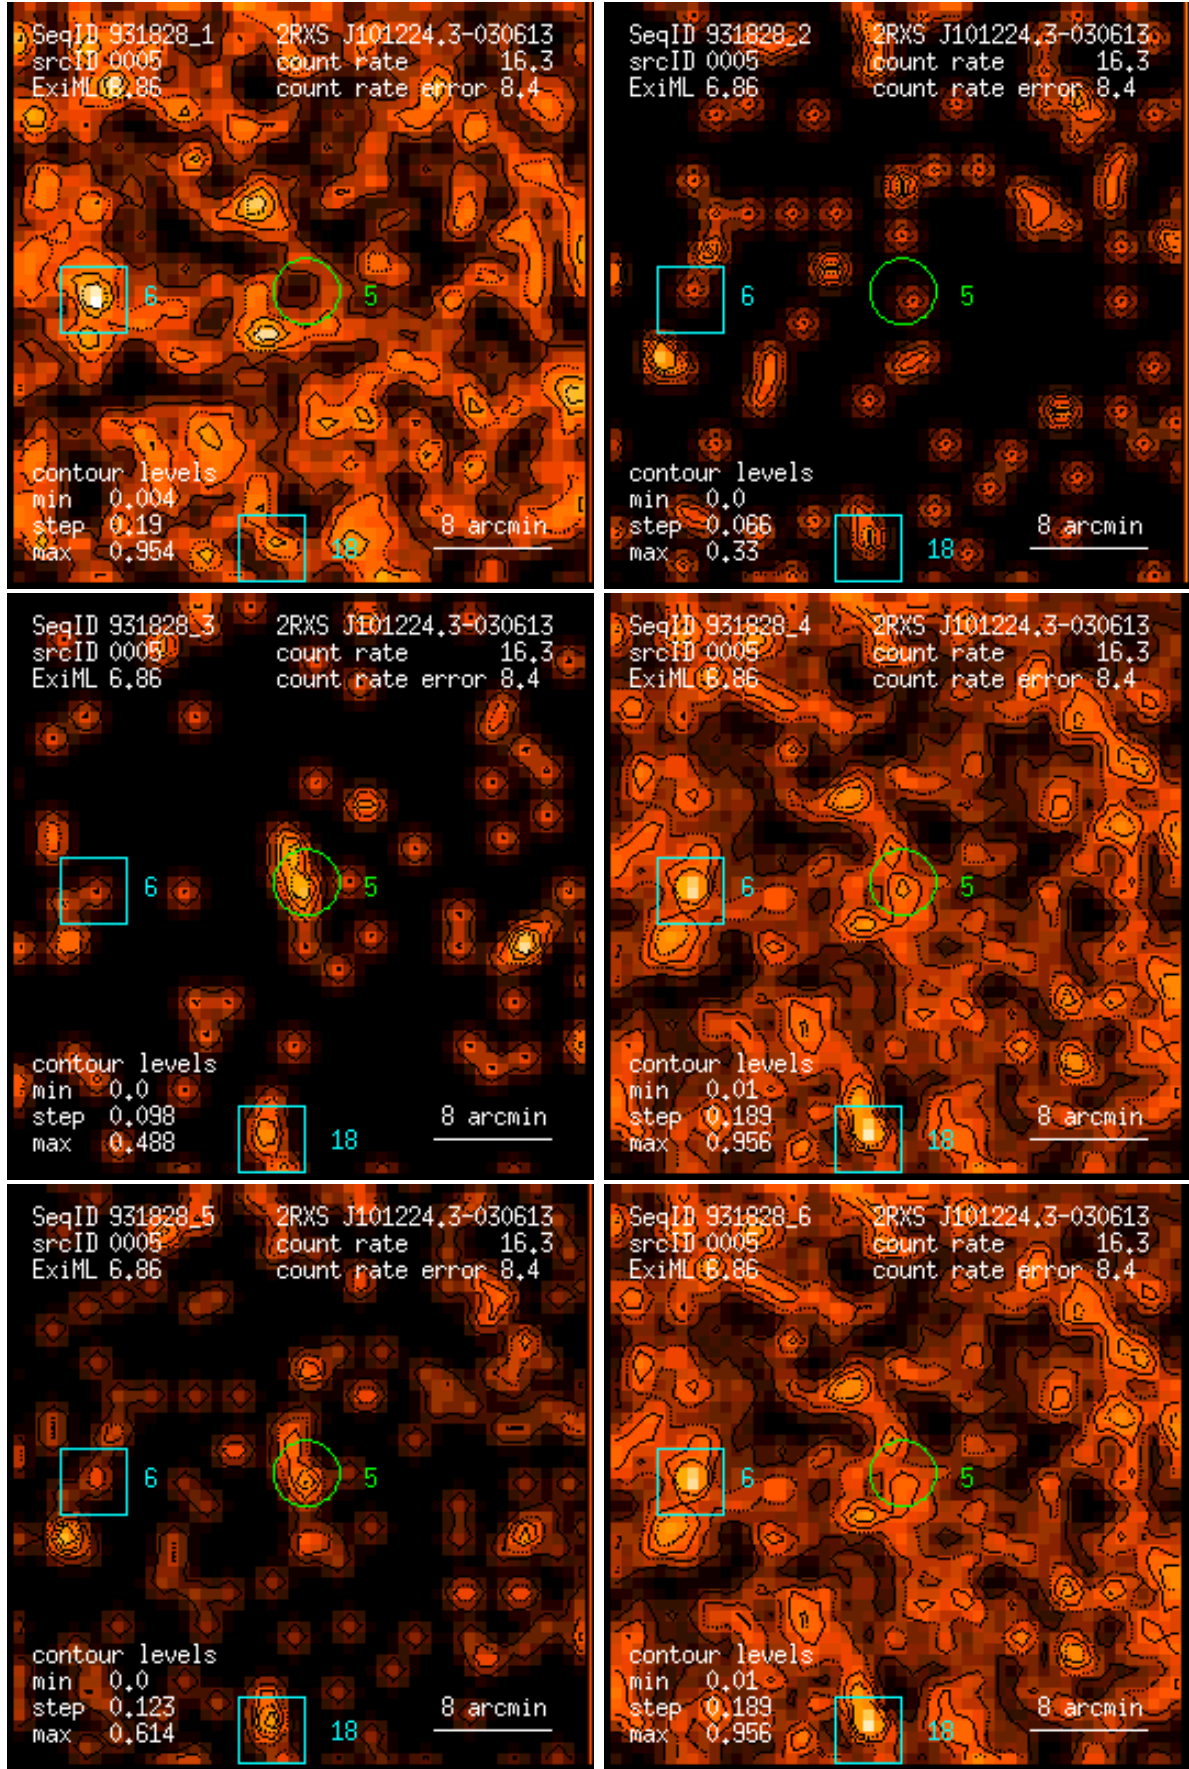 SeqID 931828_1 2RXS J101224.3-030613
srcID 0005 count rate 16.3
ExiML 6.86 count rate error 8.4
6 5
contour levels
min 0.004
step 0.19
max 0.954
18 8 arcmin
SeqID 931828_2 2RXS J101224.3-030613
srcID 0005 count rate 16.3
ExiML 6.86 count rate error 8.4
6 5
contour levels
min 0.0
step 0.066
max 0.33
18 8 arcmin
SeqID 931828_3 2RXS J101224.3-030613
srcID 0005 count rate 16.3
ExiML 6.86 count rate error 8.4
6 5
contour levels
min 0.0
step 0.098
max 0.488
18 8 arcmin
SeqID 931828_4 2RXS J101224.3-030613
srcID 0005 count rate 16.3
ExiML 6.86 count rate error 8.4
6 5
contour levels
min 0.01
step 0.189
max 0.956
18 8 arcmin
SeqID 931828_5 2RXS J101224.3-030613
srcID 0005 count rate 16.3
ExiML 6.86 count rate error 8.4
6 5
contour levels
min 0.0
step 0.123
max 0.614
18 8 arcmin
SeqID 931828_6 2RXS J101224.3-030613
srcID 0005 count rate 16.3
ExiML 6.86 count rate error 8.4
6 5
contour levels
min 0.01
step 0.189
max 0.956
18 8 arcmin